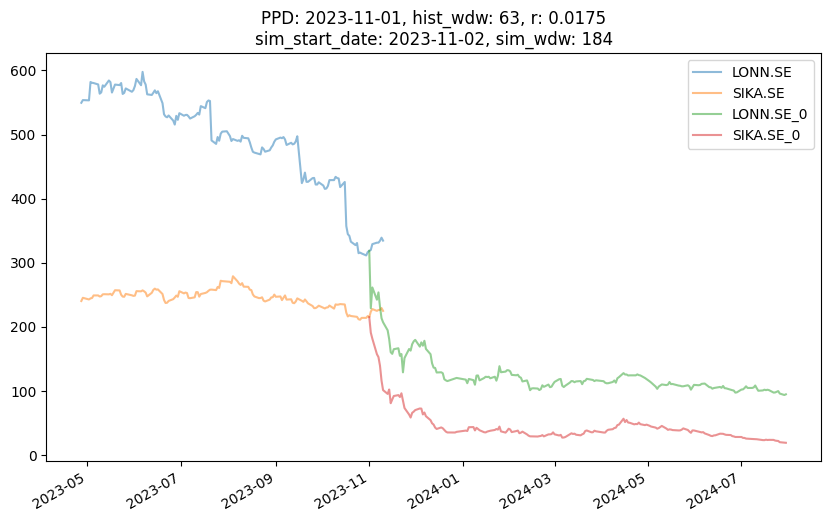 PPD: 2023-11-01, hist_wdw: 63, r: 0.0175
sim_start_date: 2023-11-02, sim_wdw: 184
LONN.SE
SIKA.SE
LONN.SE_0
SIKA.SE_0
600
500
400
300
200
100
0
2023-05
2023-07
2023-09
2023-11
2024-01
2024-03
2024-05
2024-07